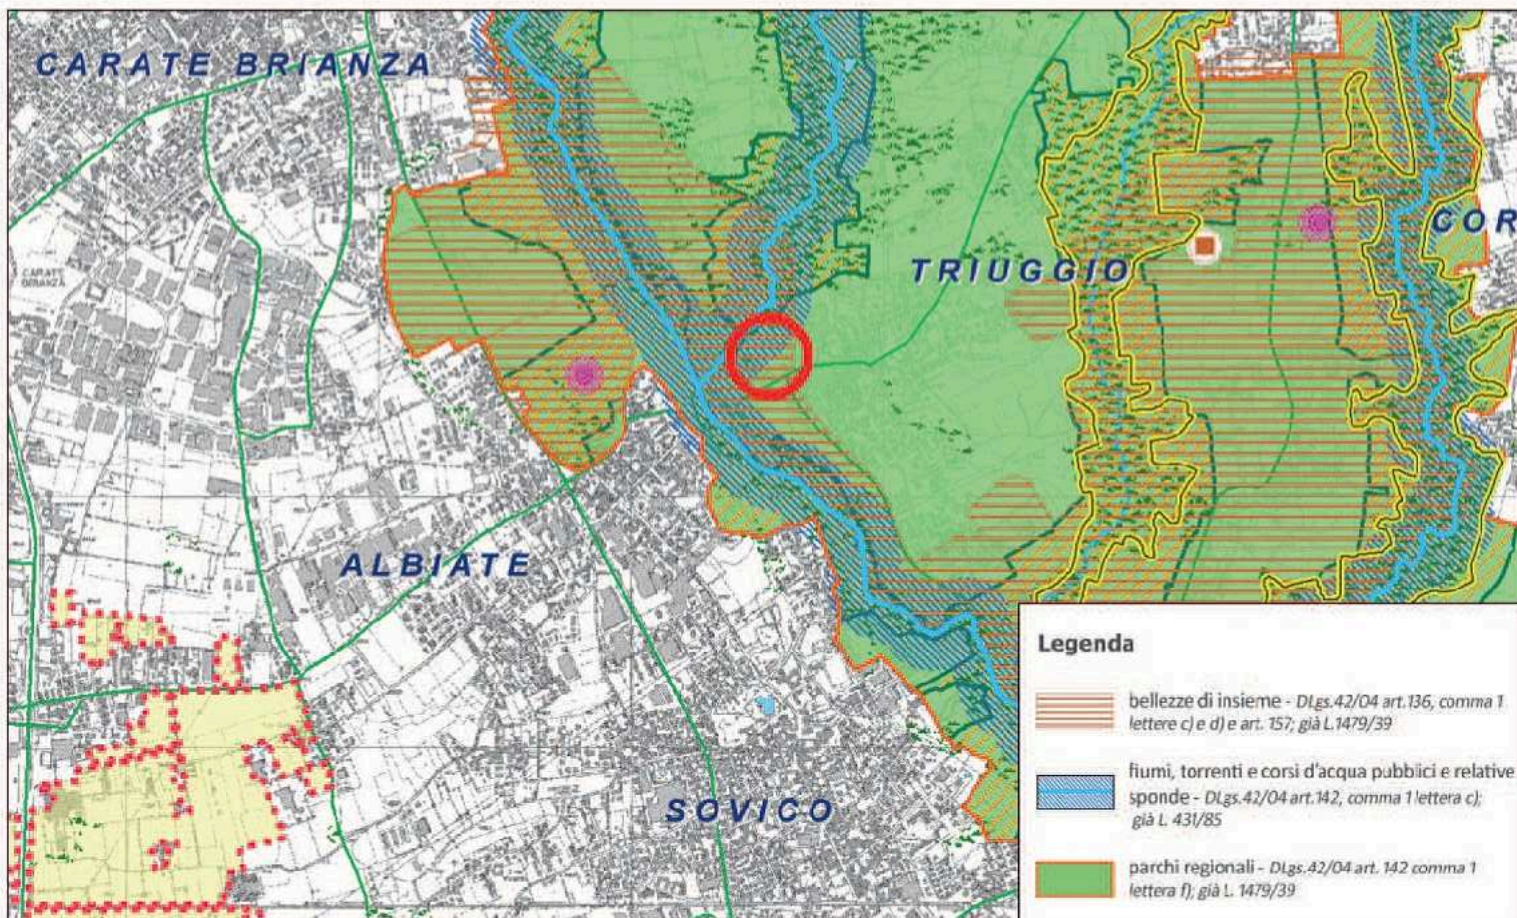 CARATE BRIANZA
CARATE
BRIANZA
TRIUGGIO
COR
ALBIATE
SOVICO
Legenda
bellezze di insieme - DLgs.42/04 art.136, comma 1
lettere c) e d) e art. 157; già L.1479/39
fiumi, torrenti e corsi d'acqua pubblici e relative
sponde - DLgs.42/04 art.142, comma 1 lettera c);
già L. 431/85
parchi regionali - DLgs.42/04 art. 142 comma 1
lettera f); già L. 1479/39